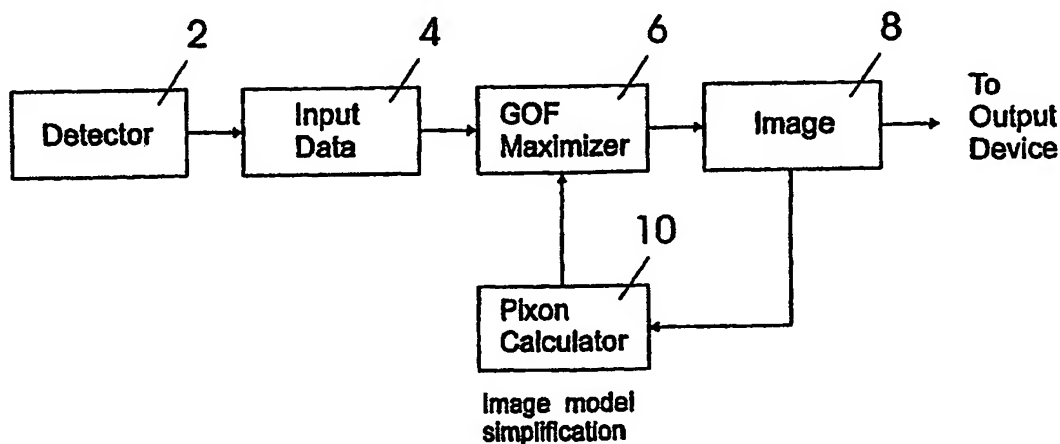 2
4
6
8
Detector
Input
Data
GOF
Maximizer
Image
To
Output
Device
10
Pixon
Calculator
Image model
simplification